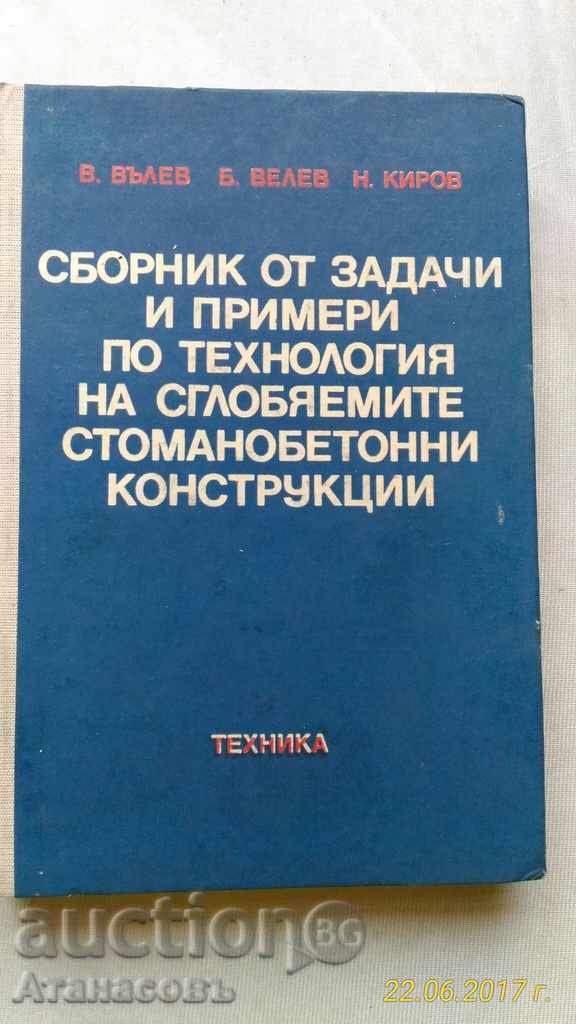 В. ВЪЛЕВ Б. ВЕЛЕВ Н. КИРОВ
СБОРНИК ОТ ЗАДАЧИ
И ПРИМЕРИ
ПО ТЕХНОЛОГИЯ
НА СГЛОБЯЕМИТЕ
СТОМАНОБЕТОННИ
КОНСТРУКЦИИ
ТЕХНИКА
auction BG
Атанасовъ
22.06.2017 г.